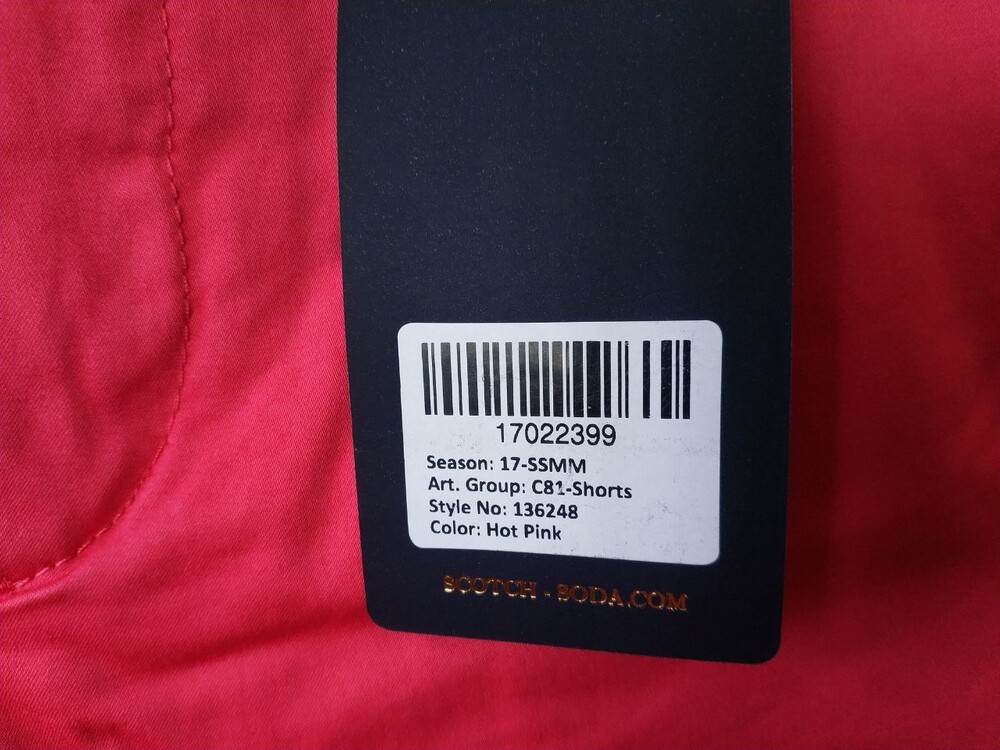 17022399
Season: 17-SSMM
Art. Group: C81-Shorts
Style No: 136248
Color: Hot Pink
SCOTCH - SODA.COM